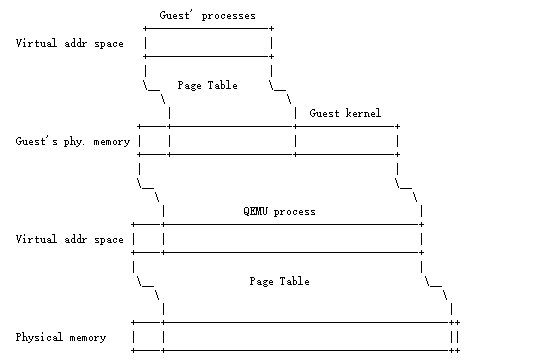 Guest' processes
Virtual addr space
Page Table
Guest kernel
Guest's phy. memory
QEMU process
Virtual addr space
Page Table
Physical memory